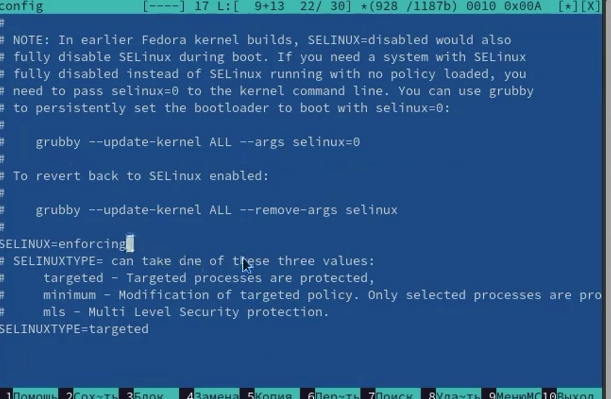 config [----] 17 L:[ 9+13 22/ 30] *(928 /1187b) 0010 0x00A [*][X]
#
# NOTE: In earlier Fedora kernel builds, SELINUX=disabled would also
# fully disable SELinux during boot. If you need a system with SELinux
# fully disabled instead of SELinux running with no policy loaded, you
# need to pass selinux=0 to the kernel command line. You can use grubby
# to persistently set the bootloader to boot with selinux=0:
#
#    grubby --update-kernel ALL --args selinux=0
#
# To revert back to SELinux enabled:
#
#    grubby --update-kernel ALL --remove-args selinux
#
SELINUX=enforcing
# SELINUXTYPE= can take one of these three values:
#     targeted - Targeted processes are protected,
#     minimum - Modification of targeted policy. Only selected processes are pro
#     mls - Multi Level Security protection.
SELINUXTYPE=targeted
1Помощь 2Сох~ть 3Блок 4Замена 5Копия 6Пер~ть 7Поиск 8Уда~ть 9МенюMC 10Выход